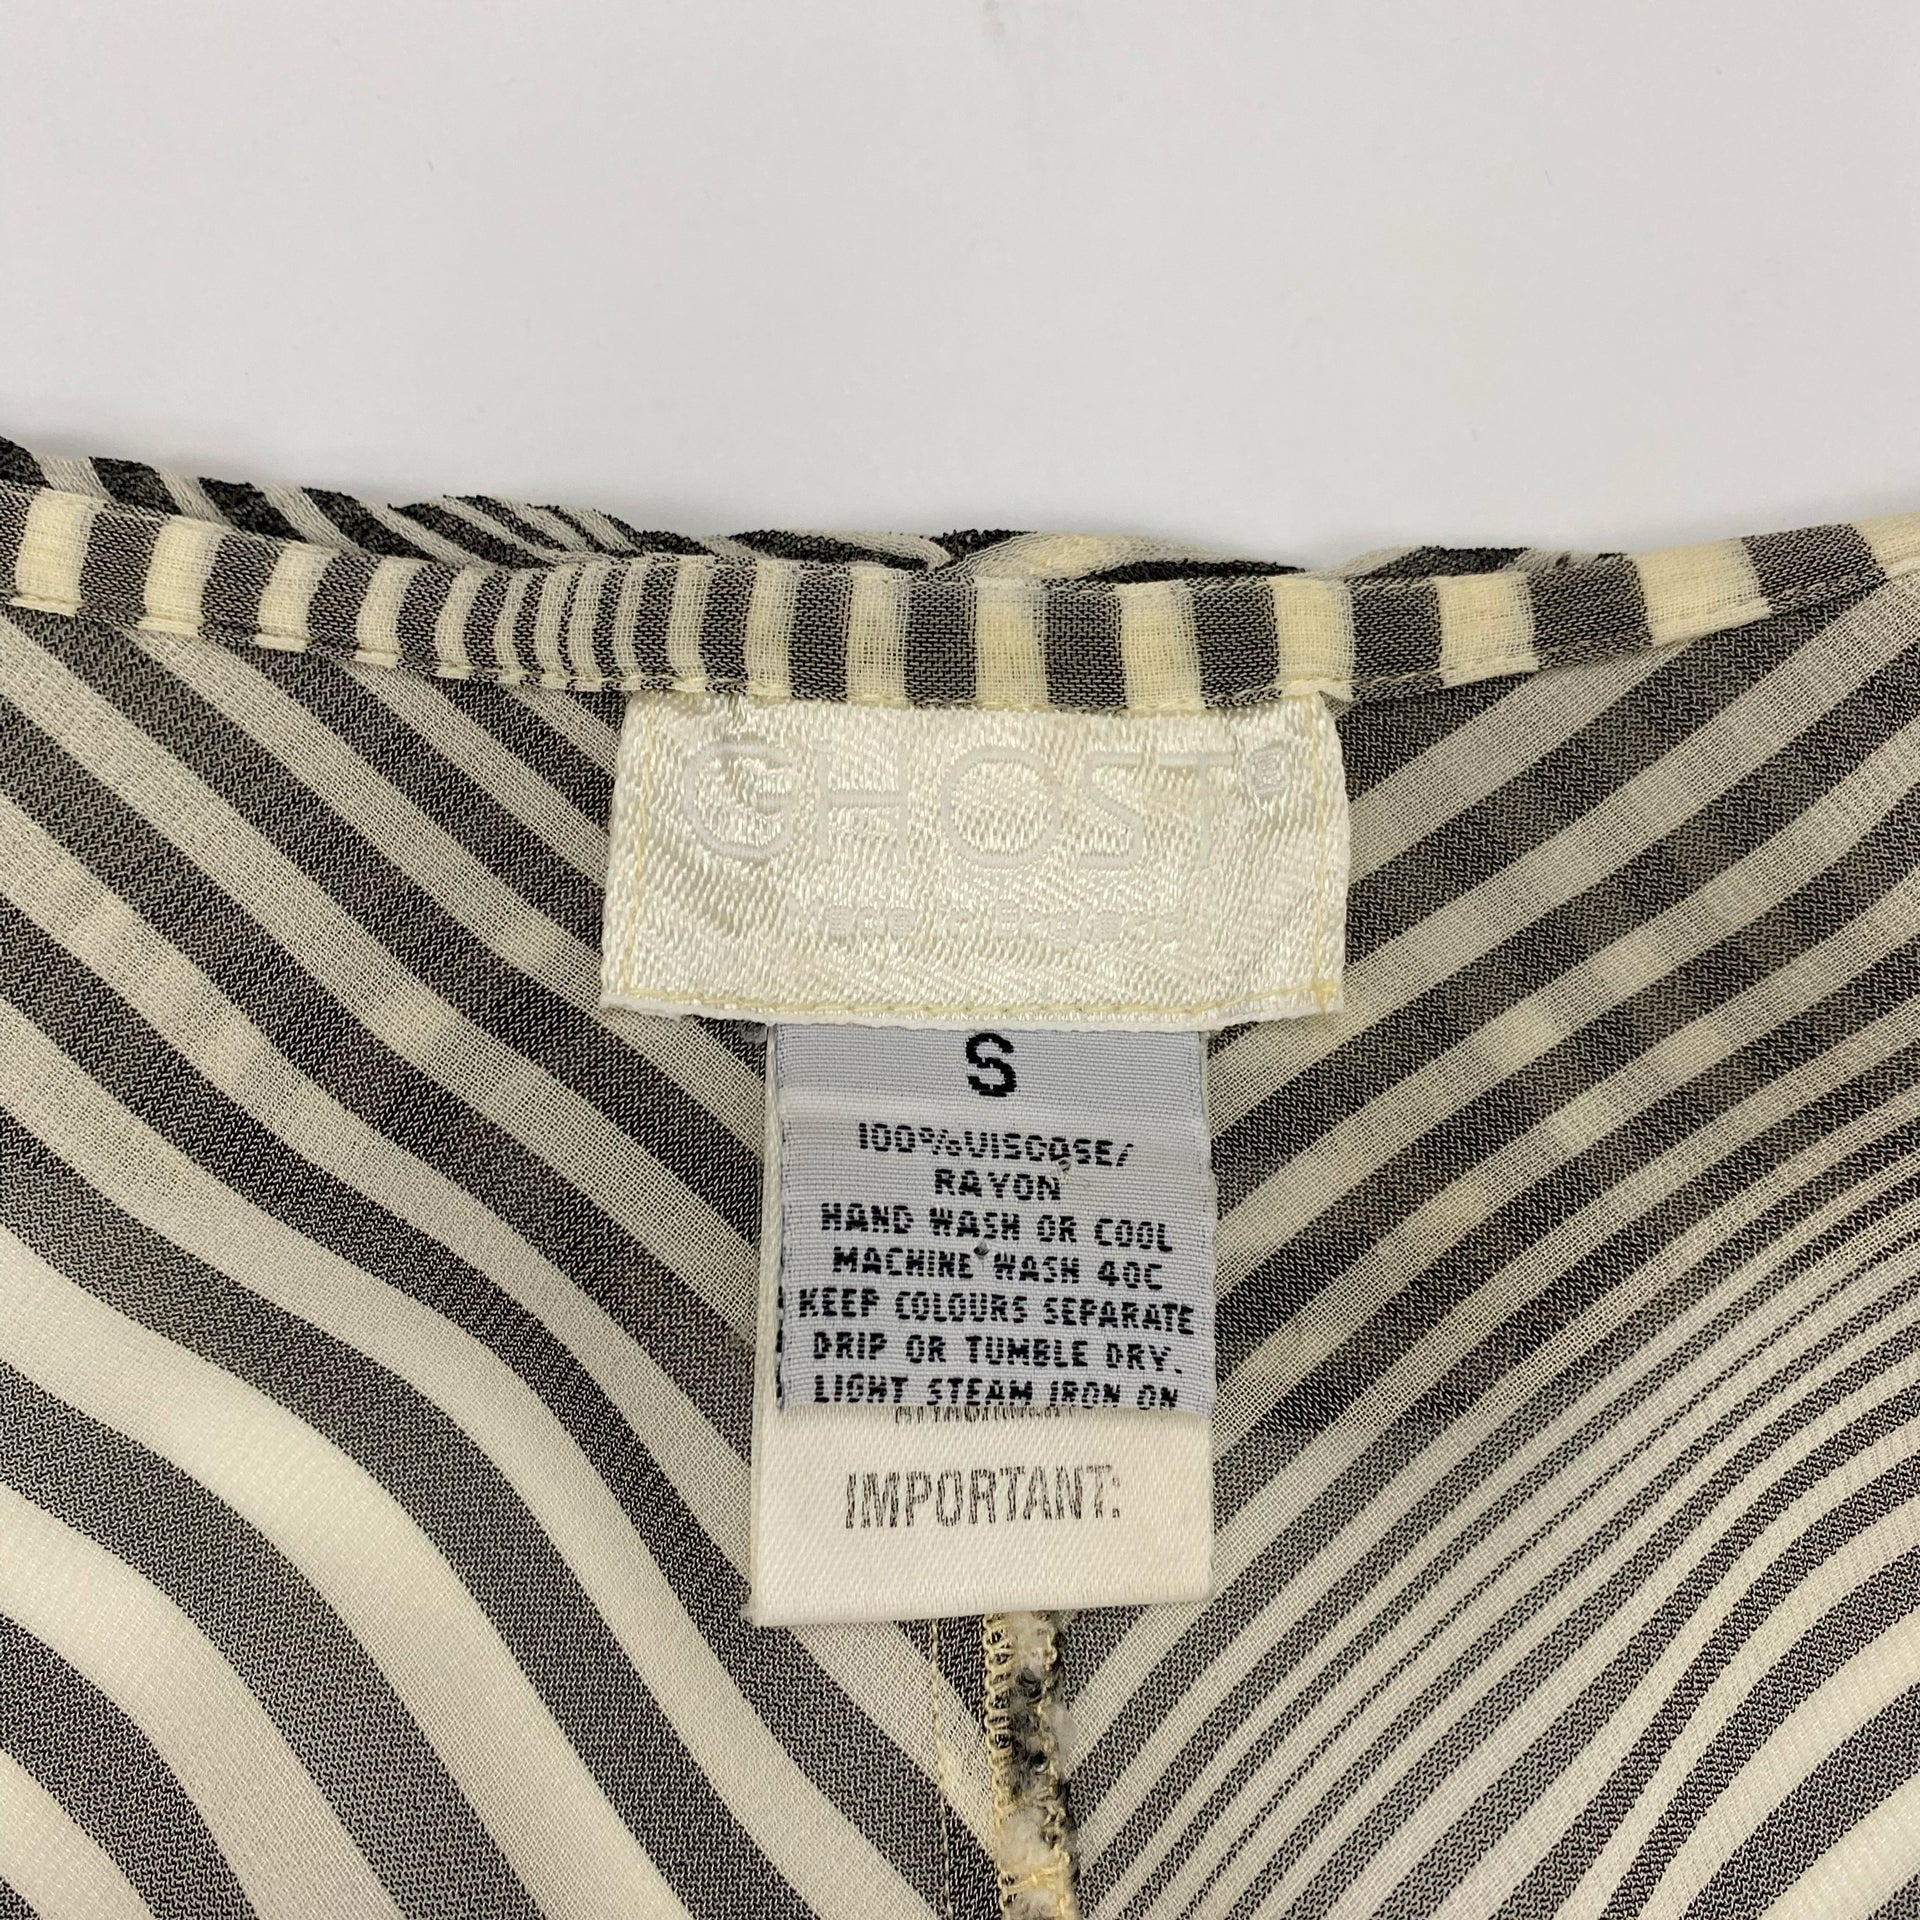 GHOST®
S
100%VISCOSE/
RAYON
HAND WASH OR COOL
MACHINE WASH 40C
KEEP COLOURS SEPARATE
DRIP OR TUMBLE DRY.
LIGHT STEAM IRON ON
IMPORTANT: